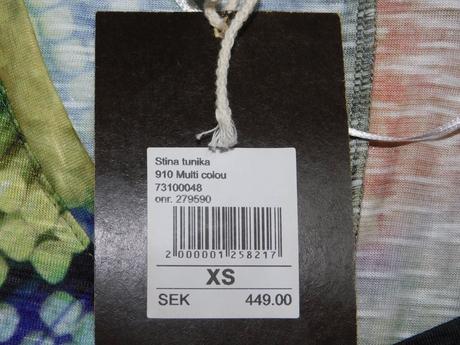 Stina tunika
910 Multi colou
73100048
onr. 279590
2 000001 258217
XS
SEK 449.00